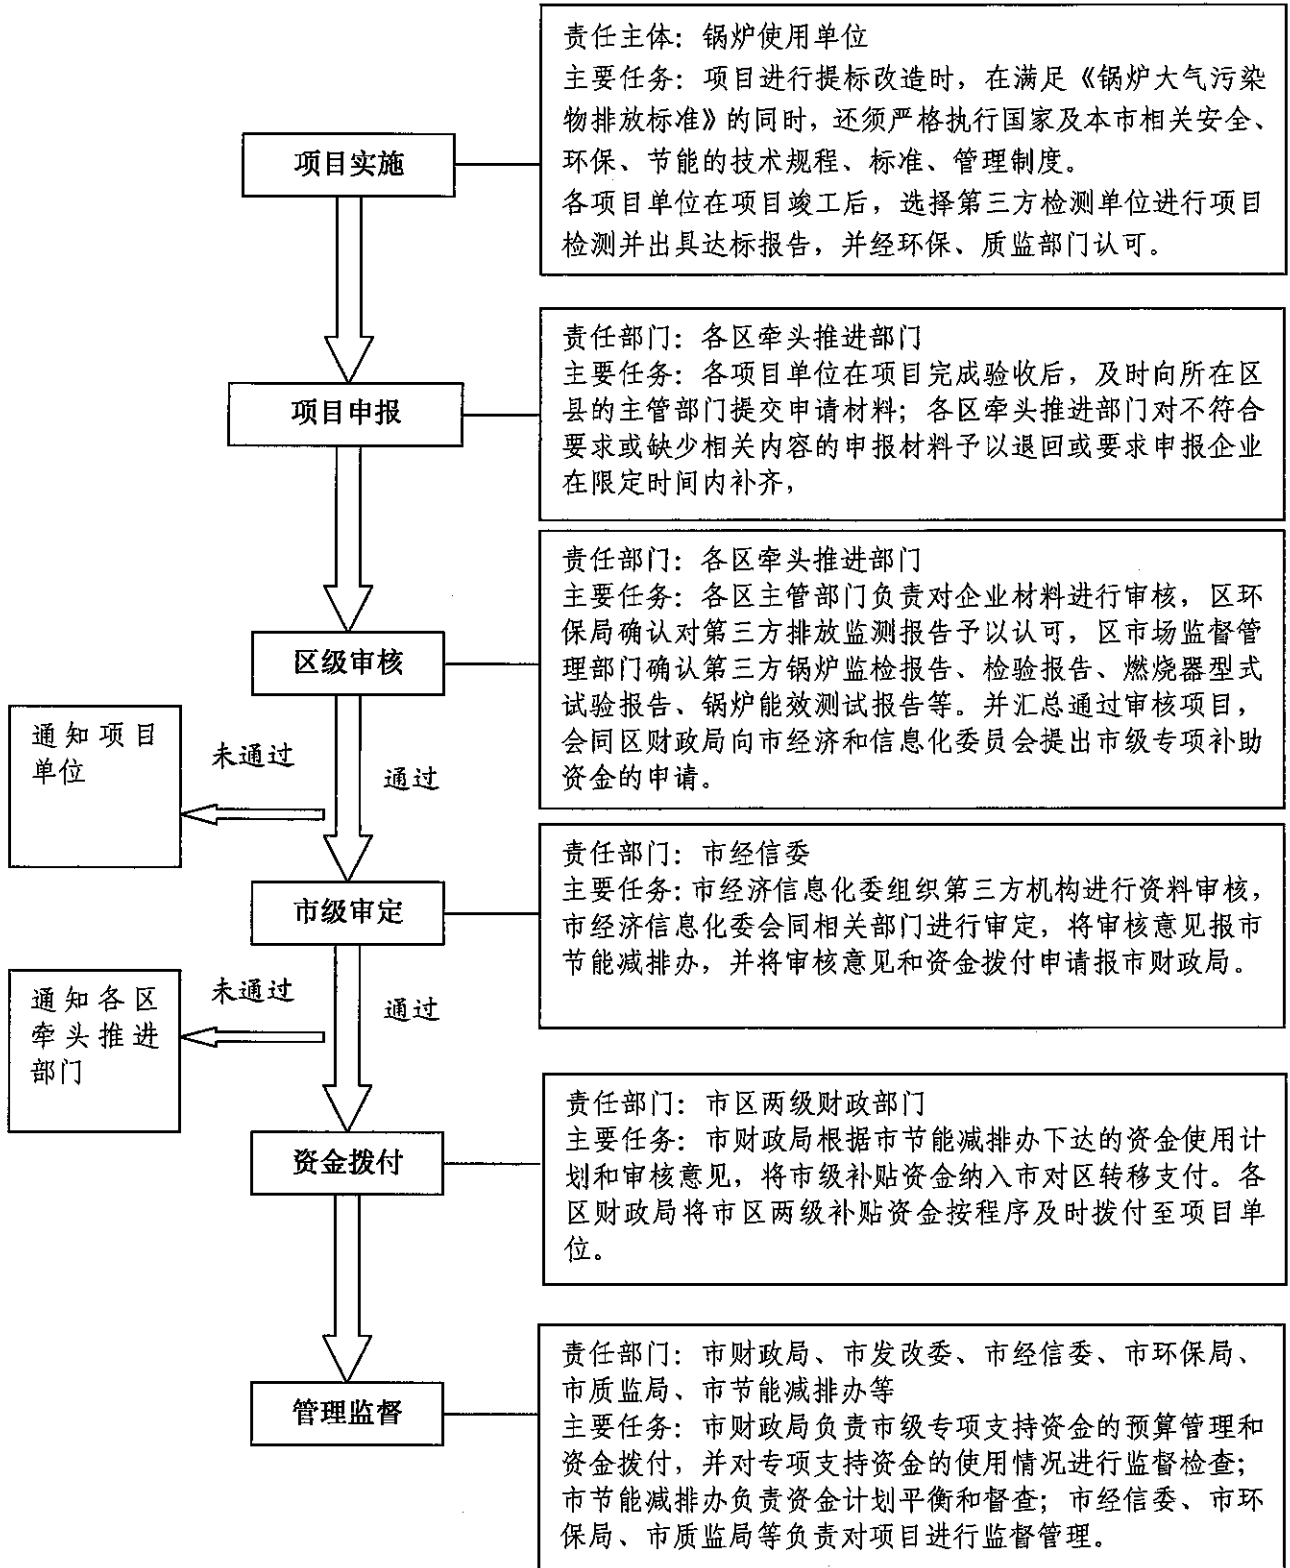 责任主体：锅炉使用单位
主要任务：项目进行提标改造时，在满足《锅炉大气污染
物排放标准》的同时，还须严格执行国家及本市相关安全、
环保、节能的技术规程、标准、管理制度。
各项目单位在项目竣工后，选择第三方检测单位进行项目
检测并出具达标报告，并经环保、质监部门认可。
项目实施
责任部门：各区牵头推进部门
主要任务：各项目单位在项目完成验收后，及时向所在区
县的主管部门提交申请材料；各区牵头推进部门对不符合
要求或缺少相关内容的申报材料予以退回或要求申报企业
在限定时间内补齐，
项目申报
责任部门：各区牵头推进部门
主要任务：各区主管部门负责对企业材料进行审核，区环
保局确认对第三方排放监测报告予以认可，区市场监督管
理部门确认第三方锅炉监检报告、检验报告、燃烧器型式
试验报告、锅炉能效测试报告等。并汇总通过审核项目，
会同区财政局向市经济和信息化委员会提出市级专项补助
资金的申请。
区级审核
通知项目
单位
未通过
通过
责任部门：市经信委
主要任务：市经济信息化委组织第三方机构进行资料审核，
市经济信息化委会同相关部门进行审定，将审核意见报市
节能减排办，并将审核意见和资金拨付申请报市财政局。
市级审定
通知各区
牵头推进
部门
未通过
通过
责任部门：市区两级财政部门
主要任务：市财政局根据市节能减排办下达的资金使用计
划和审核意见，将市级补贴资金纳入市对区转移支付。各
区财政局将市区两级补贴资金按程序及时拨付至项目单
位。
资金拨付
责任部门：市财政局、市发改委、市经信委、市环保局、
市质监局、市节能减排办等
主要任务：市财政局负责市级专项支持资金的预算管理和
资金拨付，并对专项支持资金的使用情况进行监督检查；
市节能减排办负责资金计划平衡和督查；市经信委、市环
保局、市质监局等负责对项目进行监督管理。
管理监督